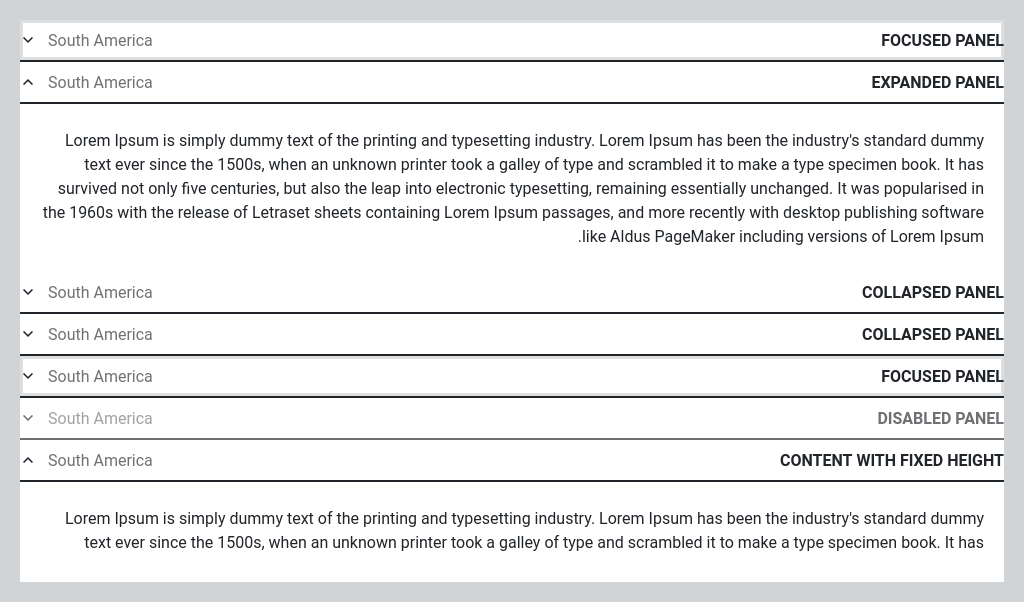 FOCUSED PANEL South America
EXPANDED PANEL South America
Lorem Ipsum is simply dummy text of the printing and typesetting industry. Lorem Ipsum has been the industry's standard dummy
text ever since the 1500s, when an unknown printer took a galley of type and scrambled it to make a type specimen book. It has
survived not only five centuries, but also the leap into electronic typesetting, remaining essentially unchanged. It was popularised in
the 1960s with the release of Letraset sheets containing Lorem Ipsum passages, and more recently with desktop publishing software
.like Aldus PageMaker including versions of Lorem Ipsum
COLLAPSED PANEL South America
COLLAPSED PANEL South America
FOCUSED PANEL South America
DISABLED PANEL South America
CONTENT WITH FIXED HEIGHT South America
Lorem Ipsum is simply dummy text of the printing and typesetting industry. Lorem Ipsum has been the industry's standard dummy
text ever since the 1500s, when an unknown printer took a galley of type and scrambled it to make a type specimen book. It has